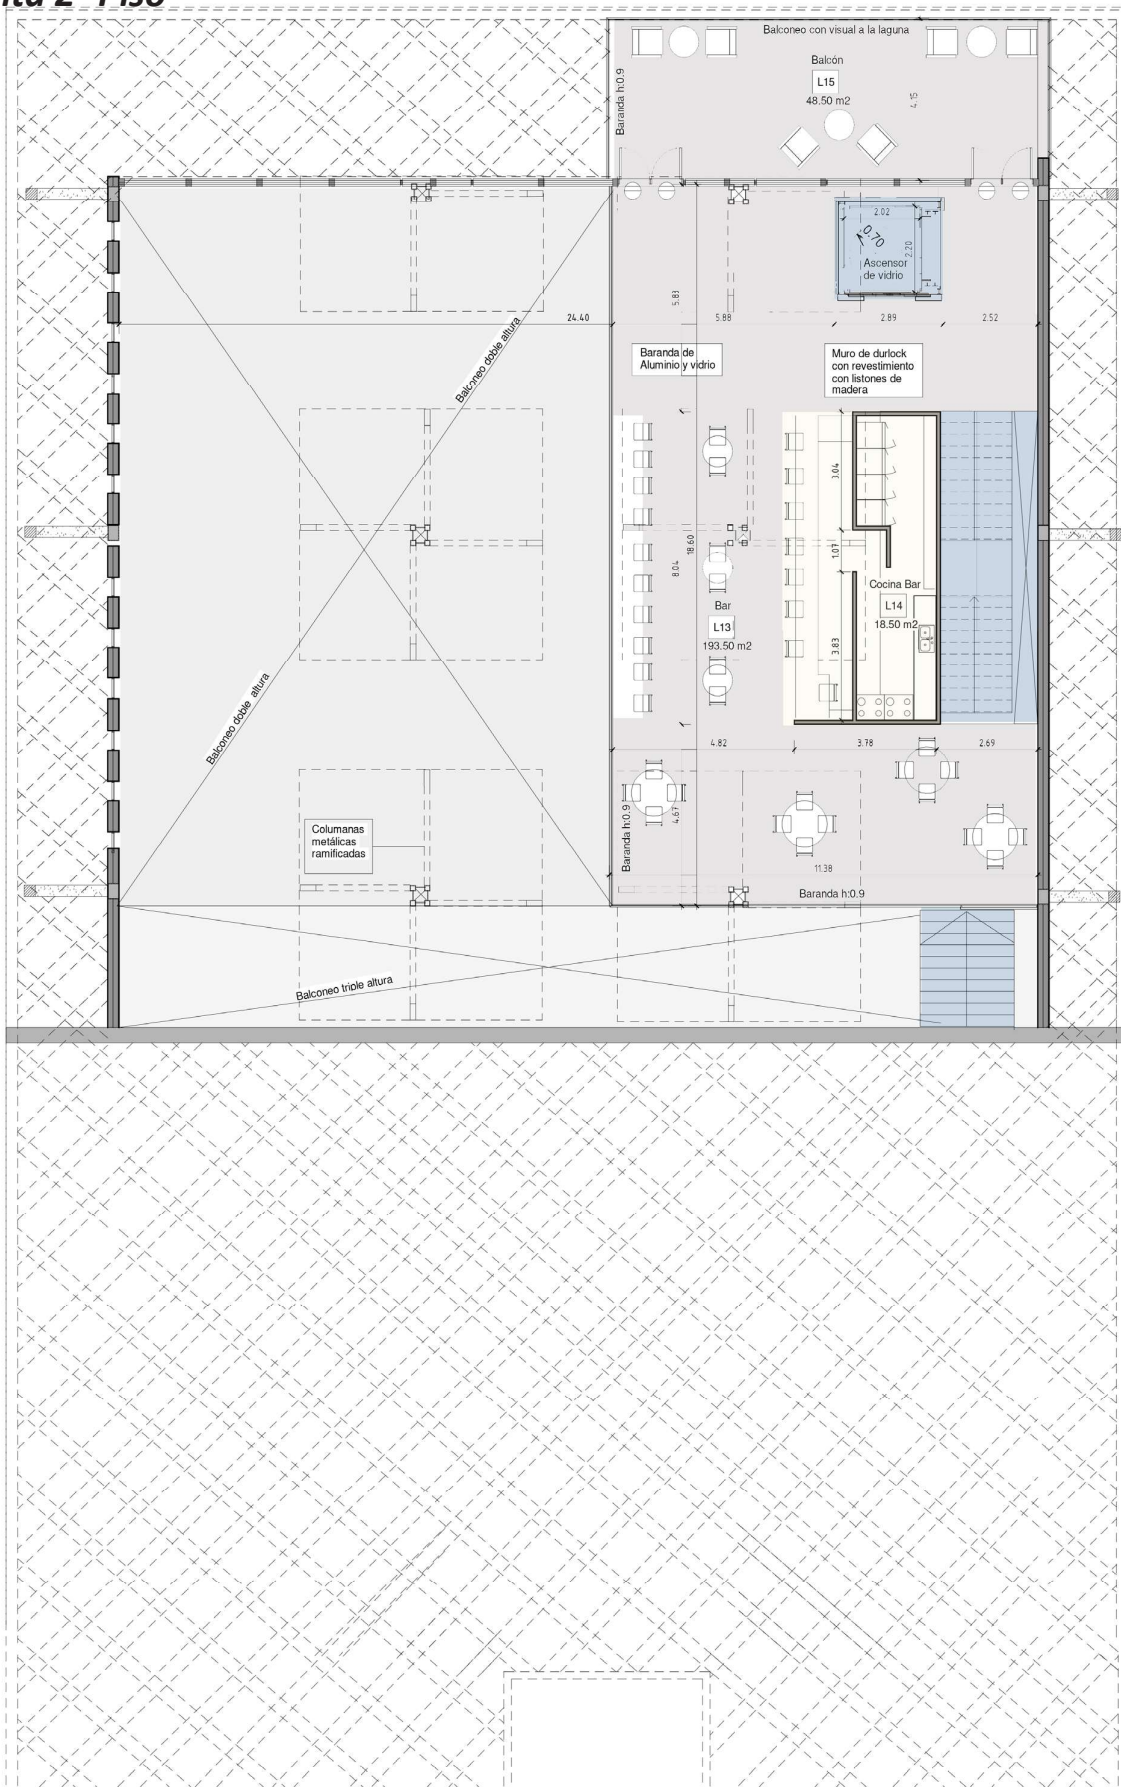 2° Piso
Balconeo con visual a la laguna
Balcón
L15
48.50 m2
4.15
Baranda h:0.9
2.02
0.70
2.20
Ascensor
de vidrio
5.83
24.40
5.88
2.89
2.52
Balconeo doble altura
Baranda de
Aluminio y vidrio
Muro de durlock
con revestimiento
con listones de
madera
3.04
18.60
8.04
1.07
Cocina Bar
L14
18.50 m2
Bar
L13
193.50 m2
3.83
Balconeo doble altura
4.82
3.78
2.69
Columanas
metálicas
ramificadas
Baranda h:0.9
4.67
11.38
Baranda h:0.9
Balconeo triple altura